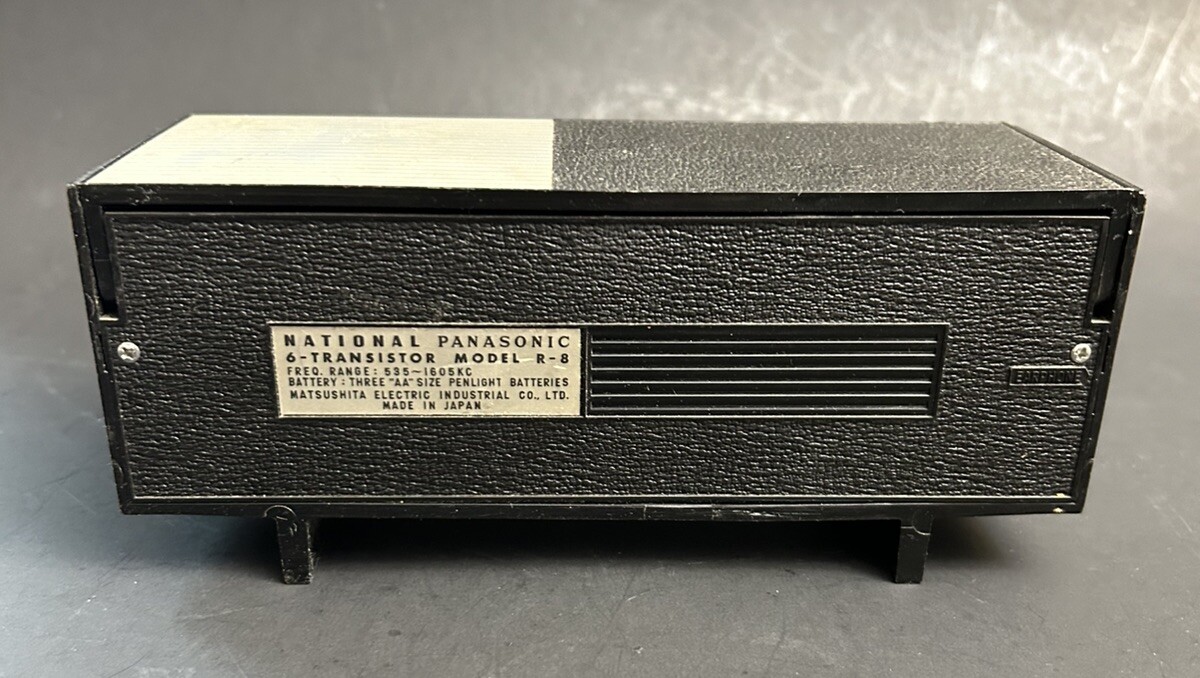 NATIONAL PANASONIC
6-TRANSISTOR MODEL R-8
FREQ. RANGE: 535~1605KC
BATTERY: THREE "AA" SIZE PENLIGHT BATTERIES
MATSUSHITA ELECTRIC INDUSTRIAL CO., LTD.
MADE IN JAPAN